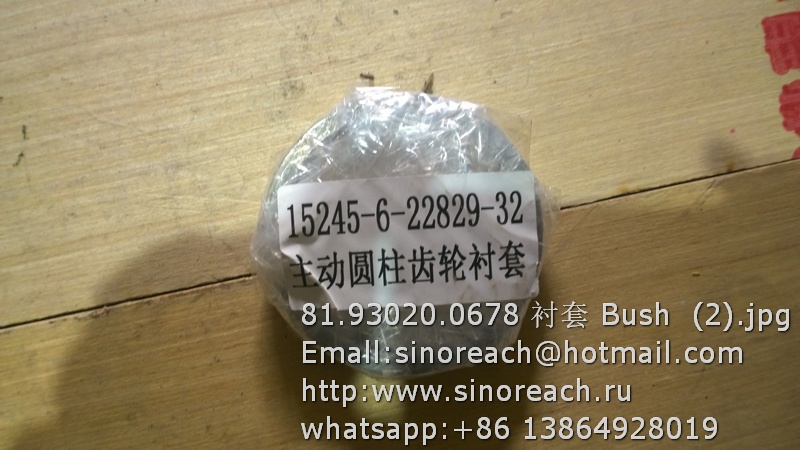 15245-6-22829-32
主动圆柱齿轮衬套
81.93020.0678 衬套 Bush (2).jpg
Emall:sinoreach@hotmail.com
http:www.sinoreach.ru
whatsapp:+86 13864928019